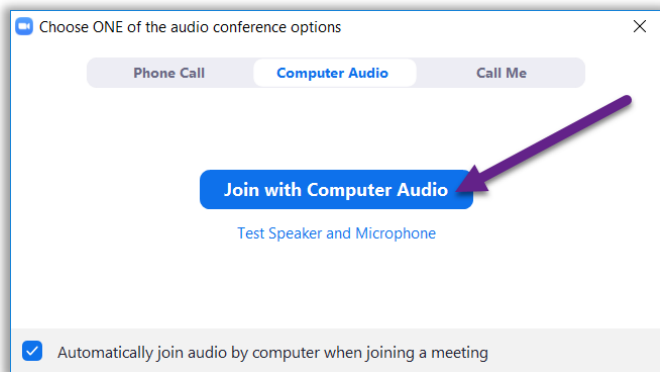 Choose ONE of the audio conference options
Phone Call Computer Audio Call Me
Join with Computer Audio
Test Speaker and Microphone
Automatically join audio by computer when joining a meeting